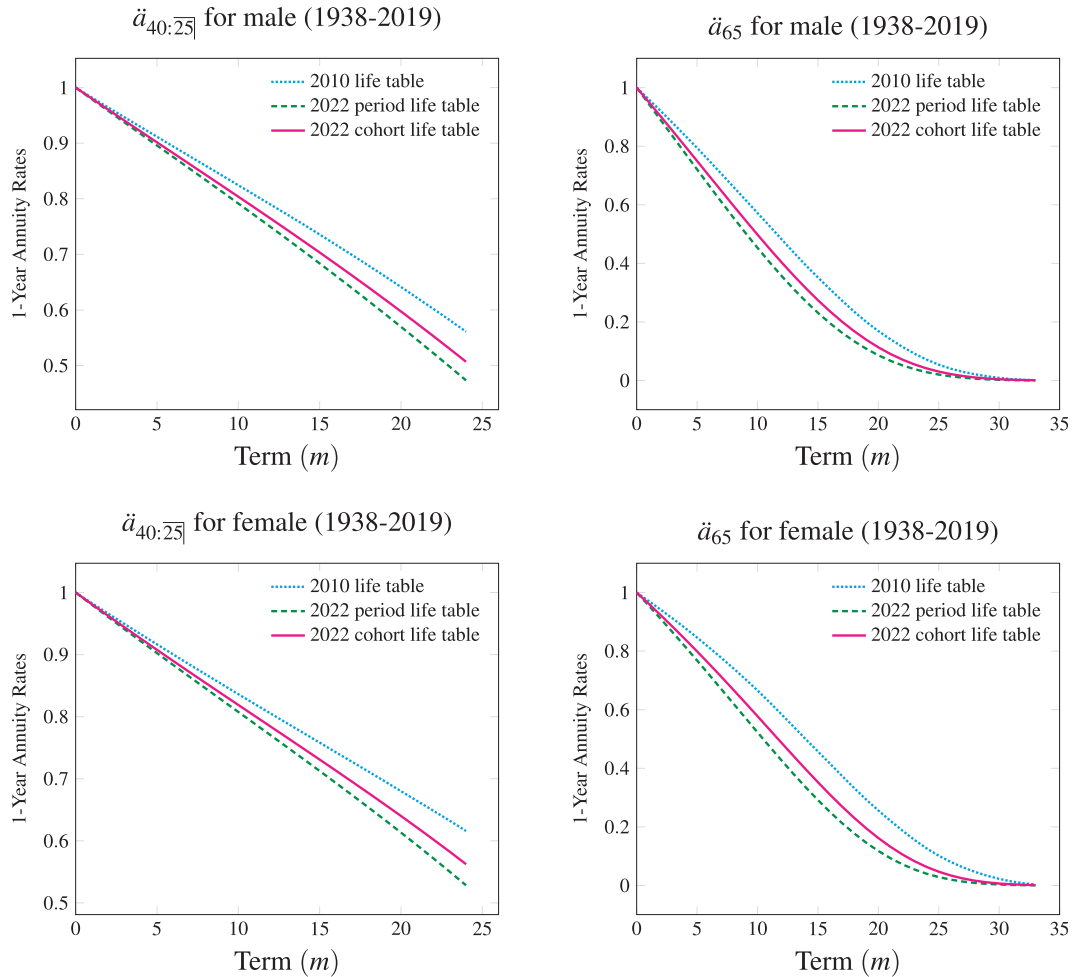 ä40:25| for male (1938-2019)
1-Year Annuity Rates
1
0.9
0.8
0.7
0.6
0.5
2010 life table
2022 period life table
2022 cohort life table
0 5 10 15 20 25
Term (m)
ä65 for male (1938-2019)
1-Year Annuity Rates
1
0.8
0.6
0.4
0.2
0
2010 life table
2022 period life table
2022 cohort life table
0 5 10 15 20 25 30 35
Term (m)
ä40:25| for female (1938-2019)
1-Year Annuity Rates
1
0.9
0.8
0.7
0.6
0.5
2010 life table
2022 period life table
2022 cohort life table
0 5 10 15 20 25
Term (m)
ä65 for female (1938-2019)
1-Year Annuity Rates
1
0.8
0.6
0.4
0.2
0
2010 life table
2022 period life table
2022 cohort life table
0 5 10 15 20 25 30 35
Term (m)